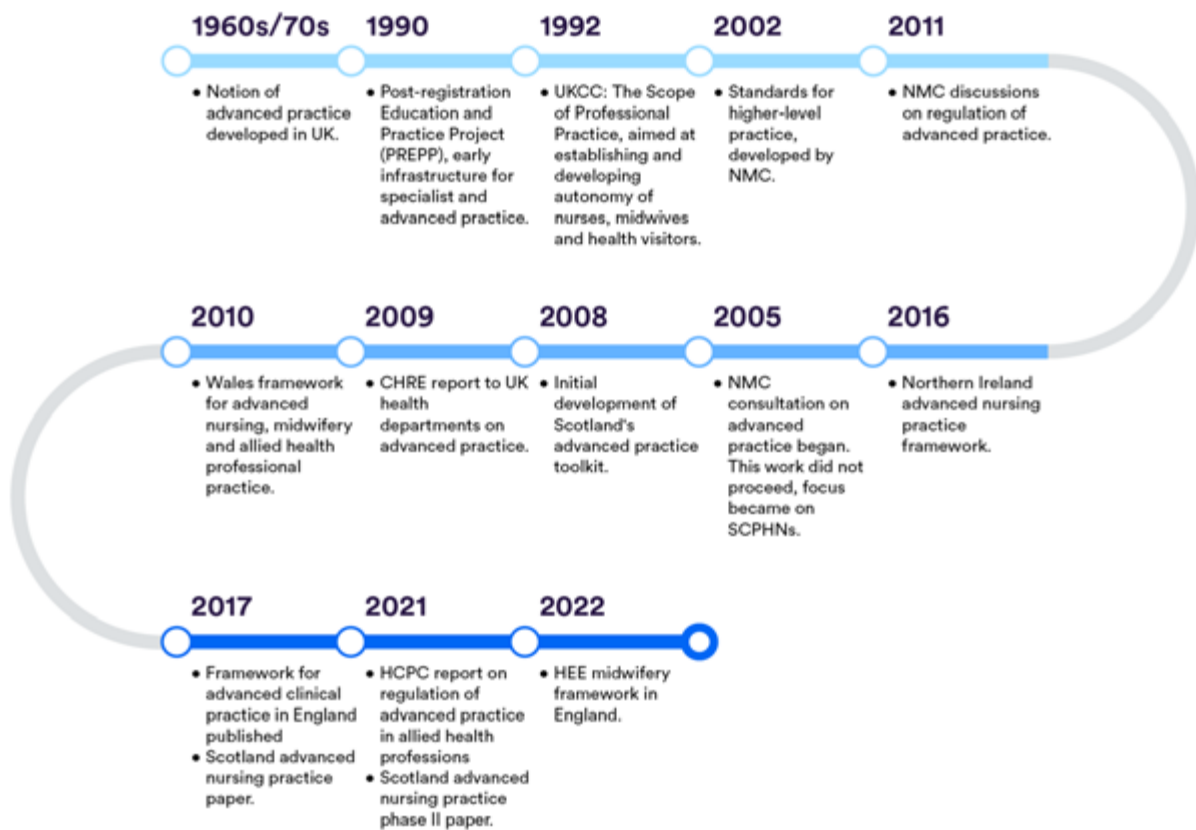 1960s/70s
• Notion of
advanced practice
developed in UK.
1990
• Post-registration
Education and
Practice Project
(PREPP), early
infrastructure for
specialist and
advanced practice.
1992
• UKCC: The Scope
of Professional
Practice, aimed at
establishing and
developing
autonomy of
nurses, midwives
and health visitors.
2002
• Standards for
higher-level
practice,
developed by
NMC.
2011
• NMC discussions
on regulation of
advanced practice.
2010
• Wales framework
for advanced
nursing, midwifery
and allied health
professional
practice.
2009
• CHRE report to UK
health
departments on
advanced practice.
2008
• Initial
development of
Scotland's
advanced practice
toolkit.
2005
• NMC
consultation on
advanced
practice began.
This work did not
proceed, focus
became on
SCPHNs.
2016
• Northern Ireland
advanced nursing
practice
framework.
2017
• Framework for
advanced clinical
practice in England
published
• Scotland advanced
nursing practice
paper.
2021
• HCPC report on
regulation of
advanced practice
in allied health
professions
• Scotland advanced
nursing practice
phase II paper.
2022
• HEE midwifery
framework in
England.